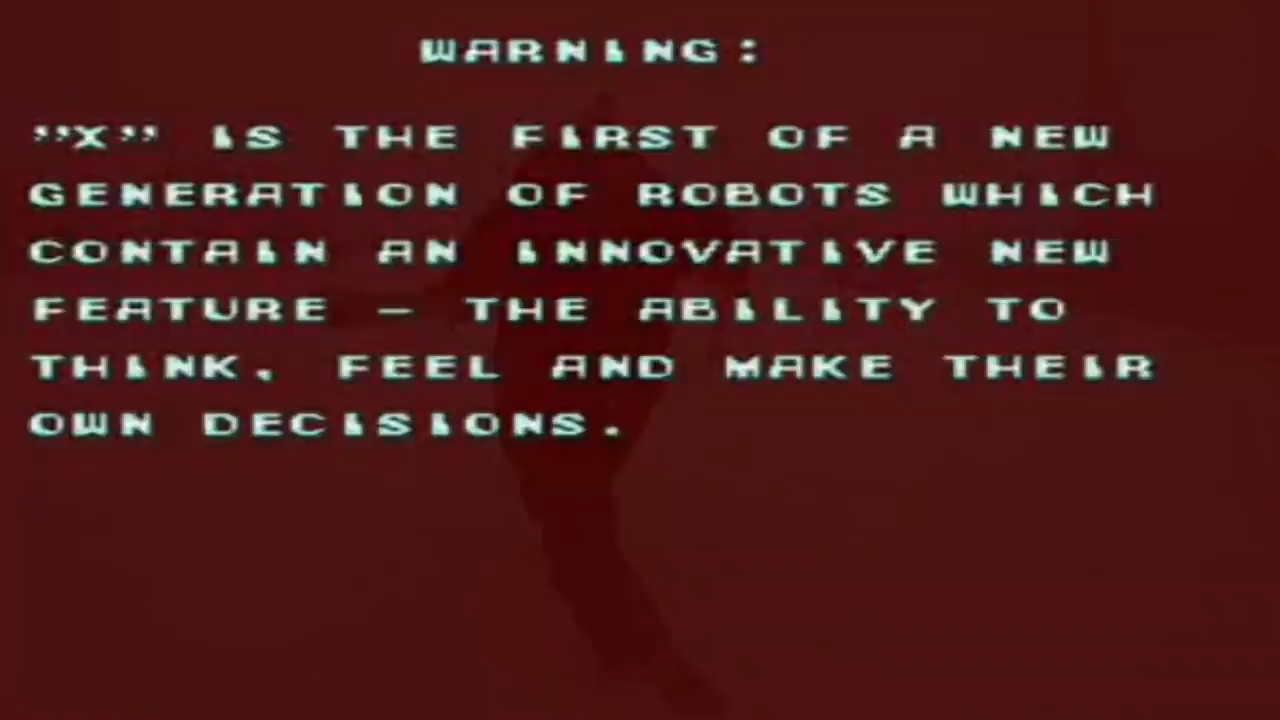 WARNING:
”X” IS THE FIRST OF A NEW
GENERATION OF ROBOTS WHICH
CONTAIN AN INNOVATIVE NEW
FEATURE – THE ABILITY TO
THINK, FEEL AND MAKE THEIR
OWN DECISIONS.